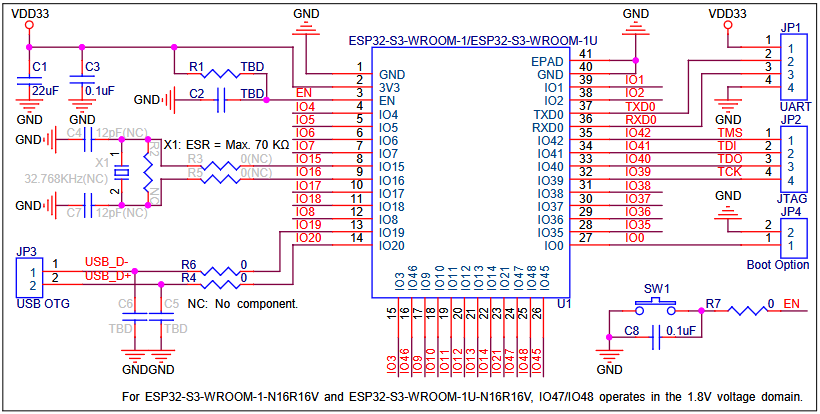 VDD33
GND
GND
VDD33
ESP32-S3-WROOM-1/ESP32-S3-WROOM-1U
JP1
C1
22uF
C3
0.1uF
GND
GND
R1
TBD
C2
TBD
GND
EN
IO4
IO5
IO6
IO7
IO15
IO16
IO17
IO18
IO8
IO19
IO20
1
2
3
4
5
6
7
8
9
10
11
12
13
14
GND
3V3
EN
IO4
IO5
IO6
IO7
IO15
IO16
IO17
IO18
IO8
IO19
IO20
EPAD
GND
IO1
IO2
TXD0
RXD0
IO42
IO41
IO40
IO39
IO38
IO37
IO36
IO35
IO0
41
40
39
38
37
36
35
34
33
32
31
30
29
28
27
IO1
IO2
TXD0
RXD0
IO42
IO41
IO40
IO39
IO38
IO37
IO36
IO35
IO0
1
2
3
4
1
2
3
4
UART
JP2
TMS
TDI
TDO
TCK
1
2
3
4
1
2
3
4
JTAG
GND
JP4
2
1
2
1
Boot Option
GND
C4
12pF(NC)
X1: ESR = Max. 70 KΩ
X1
1
2
32.768KHz(NC)
R2
NC
R3
0(NC)
R5
0(NC)
GND
C7
12pF(NC)
JP3
1
2
1
2
USB_D-
USB_D+
USB OTG
R6
0
R4
0
NC: No component.
C6
TBD
C5
TBD
GND
GND
IO3
IO46
IO9
IO10
IO11
IO12
IO13
IO14
IO21
IO47
IO48
IO45
U1
15
16
17
18
19
20
21
22
23
24
25
26
IO3
IO46
IO9
IO10
IO11
IO12
IO13
IO14
IO21
IO47
IO48
IO45
SW1
R7
0
EN
C8
0.1uF
GND
For ESP32-S3-WROOM-1-N16R16V and ESP32-S3-WROOM-1U-N16R16V, IO47/IO48 operates in the 1.8V voltage domain.